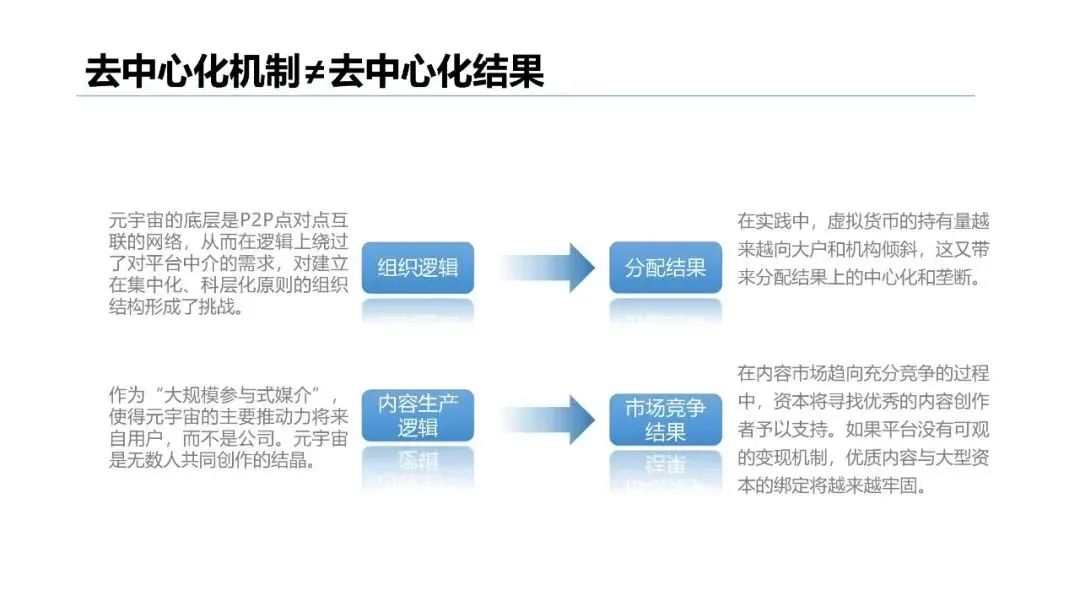 去中心化机制≠去中心化结果
元宇宙的底层是P2P点对点互
联的网络，从而在逻辑上绕过
了对平台中介的需求，对建立
在集中化、科层化原则的组织
结构形成了挑战。
组织逻辑
分配结果
在实践中，虚拟货币的持有量越
来越向大户和机构倾斜，这又带
来分配结果上的中心化和垄断。
作为“大规模参与式媒介”，
使得元宇宙的主要推动力将来
自用户，而不是公司。元宇宙
是无数人共同创作的结晶。
内容生产
逻辑
市场竞争
结果
在内容市场趋向充分竞争的过程
中，资本将寻找优秀的内容创作
者予以支持。如果平台没有可观
的变现机制，优质内容与大型资
本的绑定将越来越牢固。